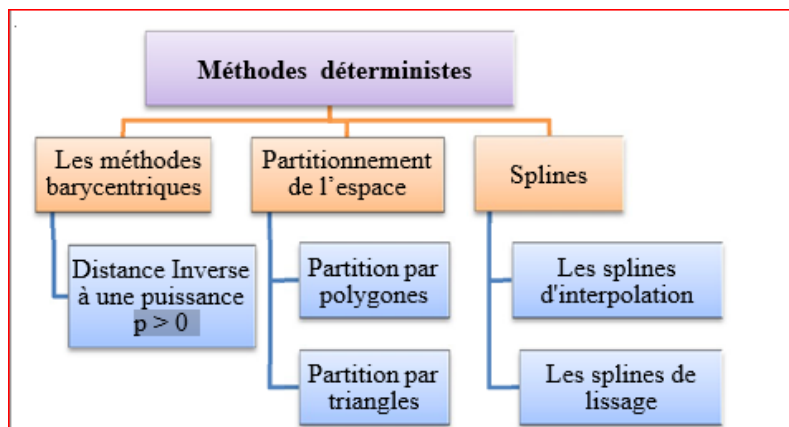 Méthodes déterministes
Les méthodes
barycentriques
Partitionnement
de l'espace
Splines
Distance Inverse
à une puissance
p > 0
Partition par
polygones
Partition par
triangles
Les splines
d'interpolation
Les splines de
lissage